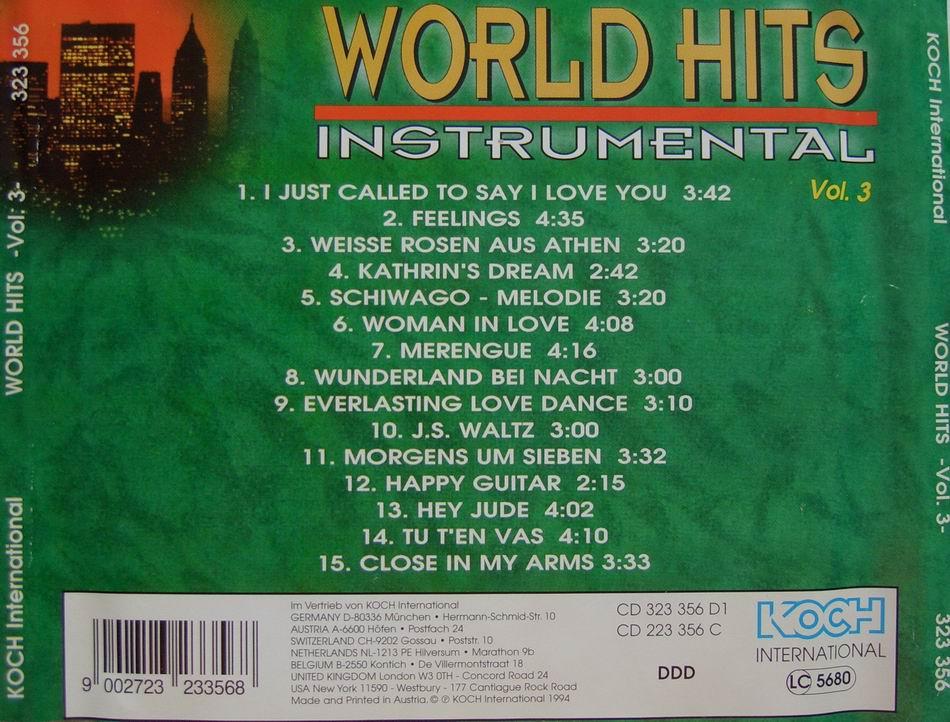 WORLD HITS
INSTRUMENTAL
Vol. 3
1. I JUST CALLED TO SAY I LOVE YOU 3:42
2. FEELINGS 4:35
3. WEISSE ROSEN AUS ATHEN 3:20
4. KATHRIN'S DREAM 2:42
5. SCHIWAGO - MELODIE 3:20
6. WOMAN IN LOVE 4:08
7. MERENGUE 4:16
8. WUNDERLAND BEI NACHT 3:00
9. EVERLASTING LOVE DANCE 3:10
10. J.S. WALTZ 3:00
11. MORGENS UM SIEBEN 3:32
12. HAPPY GUITAR 2:15
13. HEY JUDE 4:02
14. TU T'EN VAS 4:10
15. CLOSE IN MY ARMS 3:33
KOCH International WORLD HITS -Vol. 3- 323 356
KOCH International WORLD HITS -Vol. 3- 323 356
9 002723 233568
Im Vertrieb von KOCH International
GERMANY D-80336 München • Hermann-Schmid-Str. 10
AUSTRIA A-6600 Höfen • Postfach 24
SWITZERLAND CH-9202 Gossau • Poststr. 10
NETHERLANDS NL-1213 PE Hilversum • Marathon 9b
BELGIUM B-2550 Kontich • De Villermontstraat 18
UNITED KINGDOM London W3 0TH - Concord Road 24
USA New York 11590 - Westbury - 177 Cantiague Rock Road
Made and Printed in Austria. © ℗ KOCH International 1994
CD 323 356 D1
CD 223 356 C
DDD
KOCH
INTERNATIONAL
LC 5680